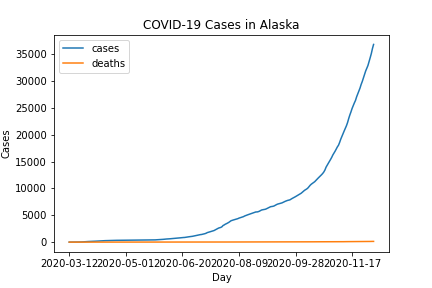 COVID-19 Cases in Alaska
cases
deaths
35000
30000
25000
20000
15000
10000
5000
0
Cases
2020-03-12 2020-05-01 2020-06-20 2020-08-09 2020-09-28 2020-11-17
Day